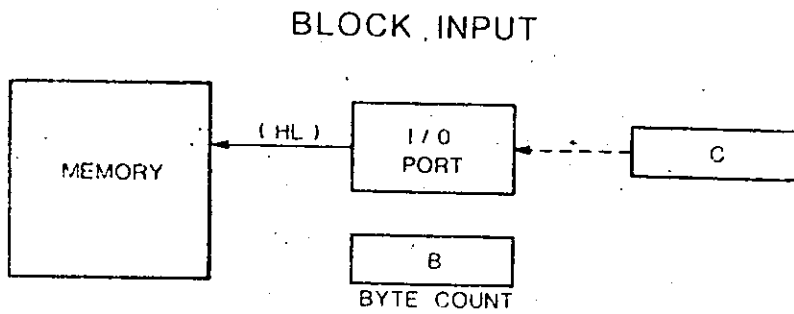 BLOCK INPUT
MEMORY
(HL)
I/O
PORT
C
B
BYTE COUNT